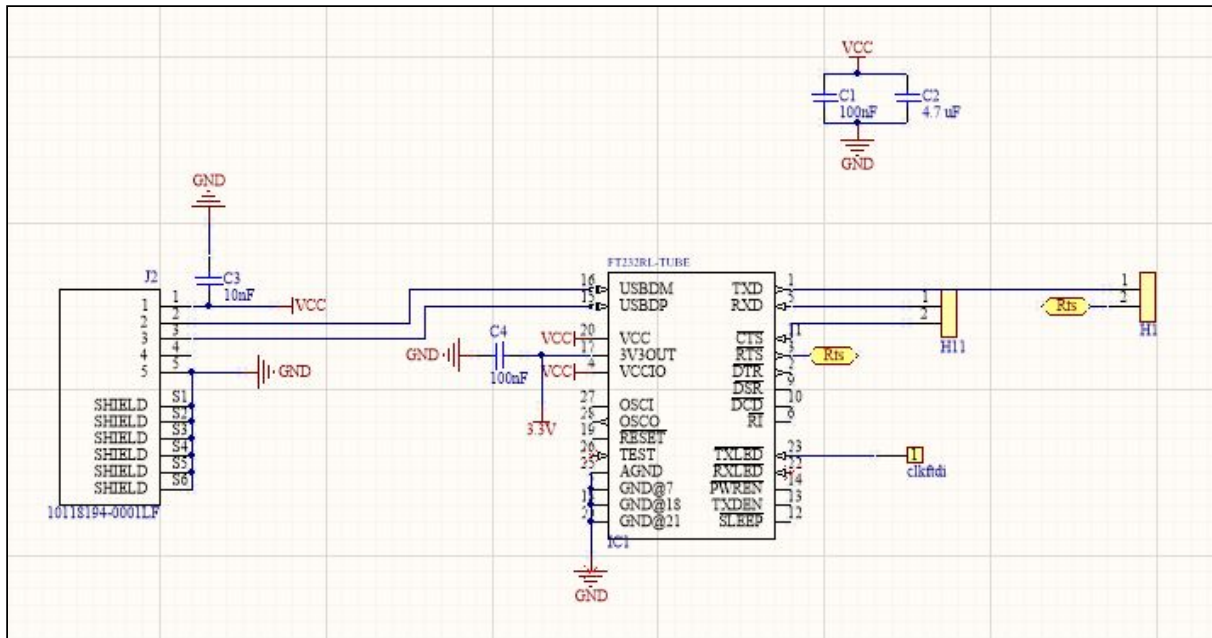 VCC
C1
100nF
C2
4.7 uF
GND
GND
C3
10nF
J2
1
1
VCC
2
2
3
3
4
4
5
5
GND
SHIELD S1
SHIELD S2
SHIELD S3
SHIELD S4
SHIELD S5
SHIELD S6
10118194-0001LF
FT232RL-TUBE
16 USBDM TXD 1
15 USBDP RXD 5
VCC 20 VCC CTS 11
17 3V3OUT RTS 3
VCC 4 VCCIO DTR 2
DSR 9
27 OSCI DCD 10
28 OSCO RI 6
19 RESET
26 TEST TXLED 23
25 AGND RXLED 22
GND@7 PWREN 14
GND@18 TXDEN 13
21 GND@21 SLEEP 12
IC1
GND
C4
GND
100nF
3.3V
Rts
1
2
H11
Rts
1
2
H1
1
clkftdi